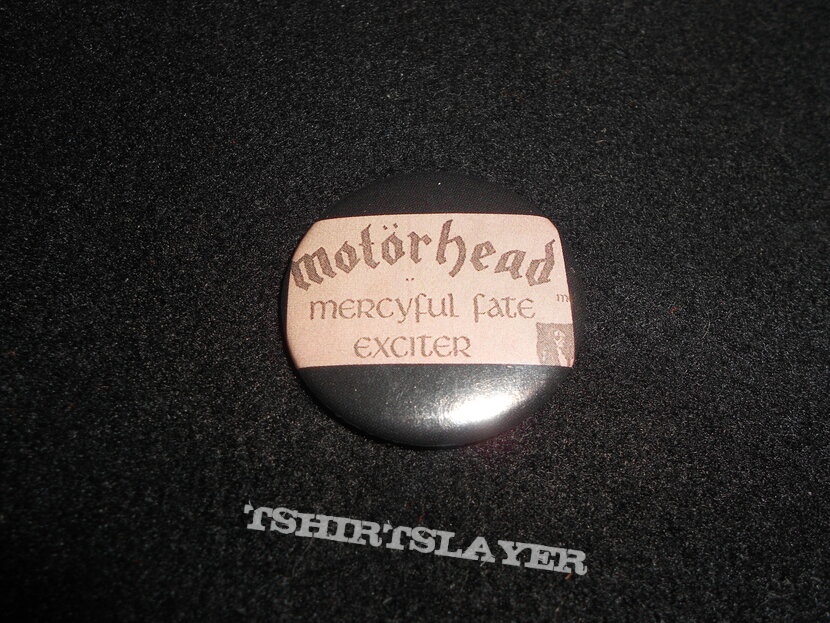 motörhead
mercyful fate
m
exciter
TSHIRTSLAYER